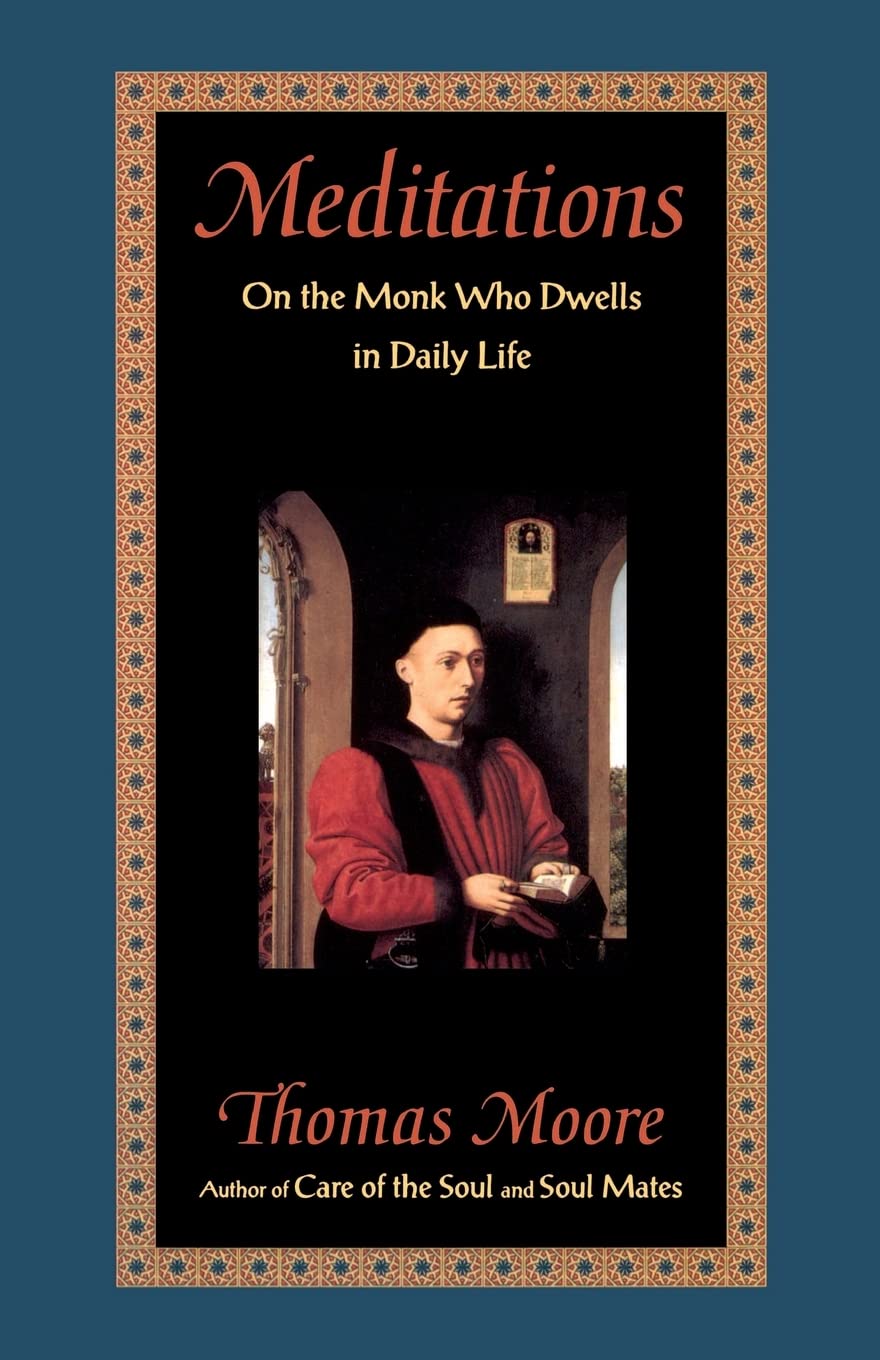 Meditations
On the Monk Who Dwells
in Daily Life
Thomas Moore
Author of Care of the Soul and Soul Mates